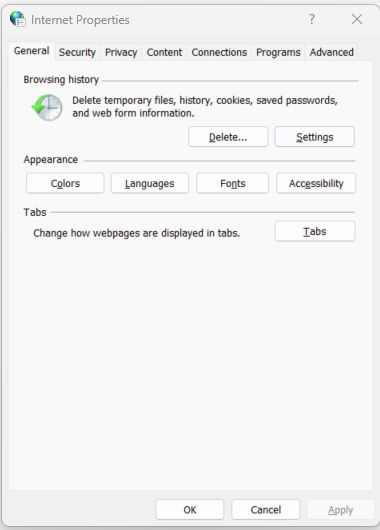 Internet Properties
?
General Security Privacy Content Connections Programs Advanced
Browsing history
Delete temporary files, history, cookies, saved passwords,
and web form information.
Delete... Settings
Appearance
Colors Languages Fonts Accessibility
Tabs
Change how webpages are displayed in tabs. Tabs
OK Cancel Apply